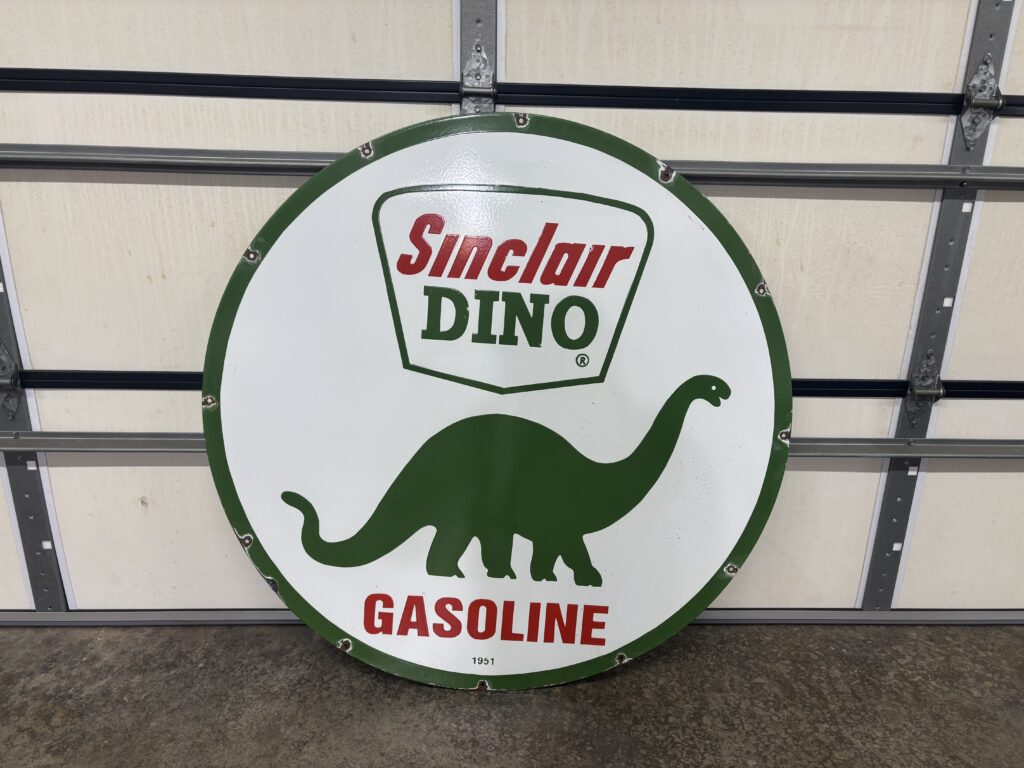 Sinclair
DINO
®
GASOLINE
1951